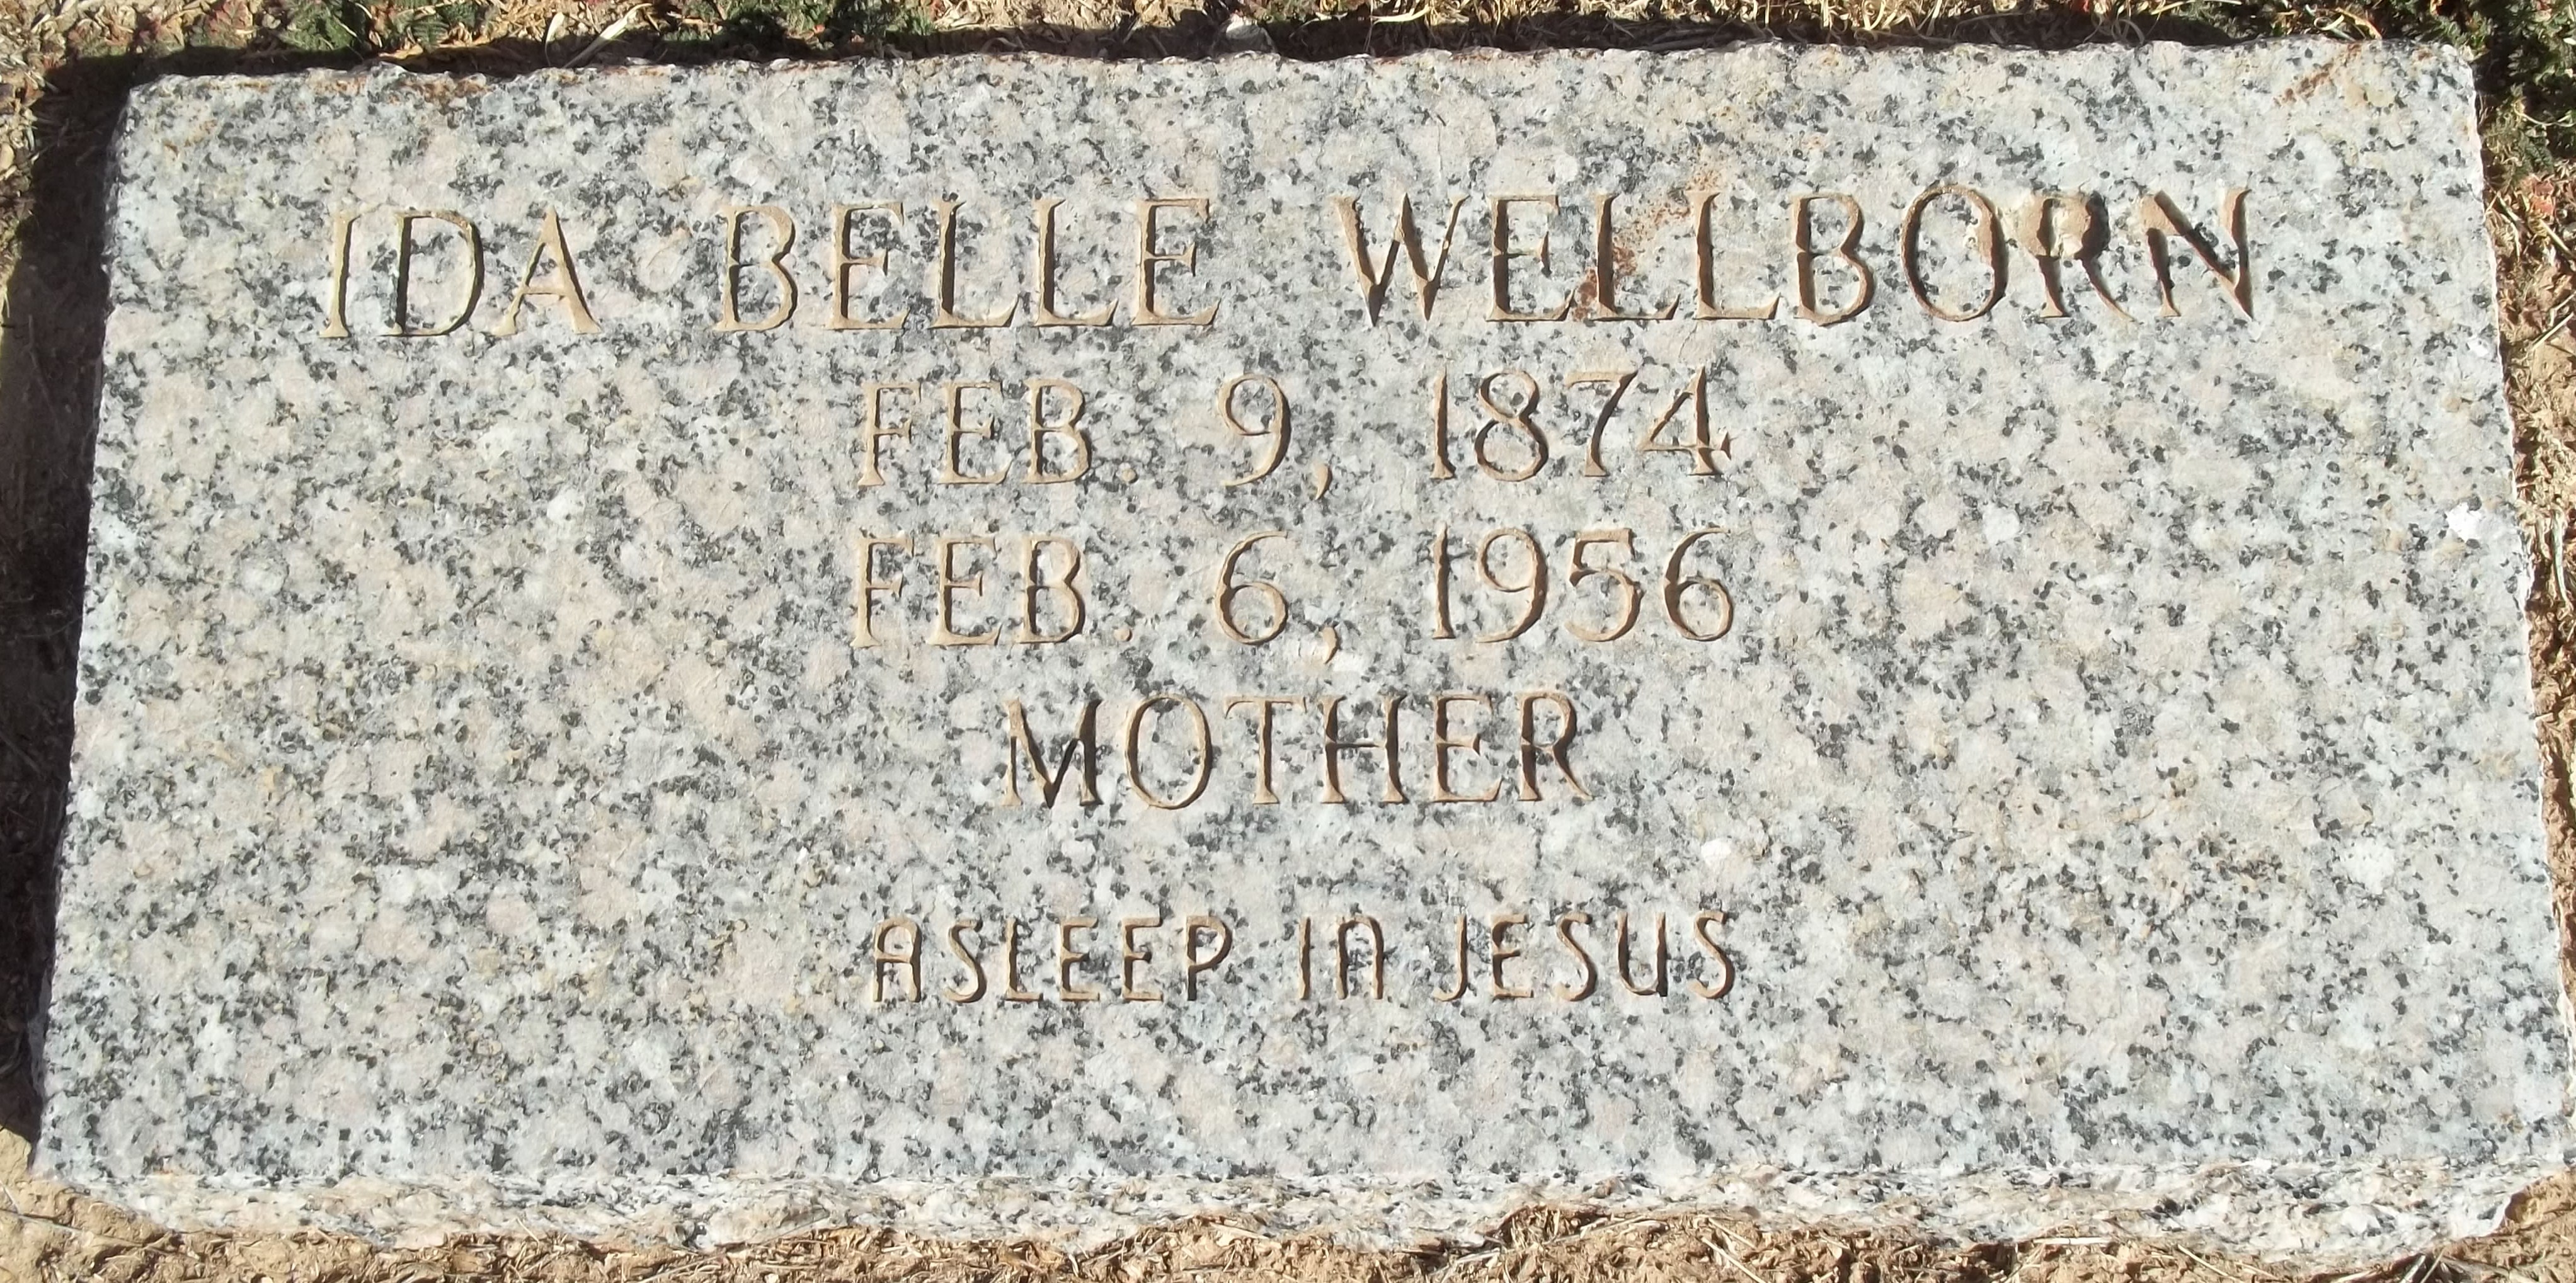 IDA BELLE WELLBORN
FEB. 9, 1874
FEB. 6, 1956
MOTHER
ASLEEP IN JESUS